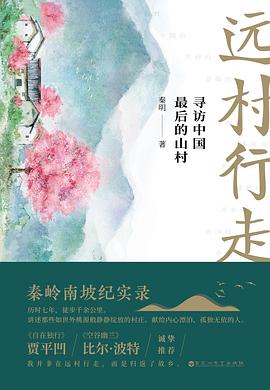 远村行走
寻访中国
最后的山村
秦明——著
秦岭南坡纪实录
历时七年，徒步千余公里。
讲述那些如世外桃源般静静绽放的村庄。献给内心漂泊、孤独无依的人。
《自在独行》
贾平凹
《空谷幽兰》
比尔·波特
诚挚
推荐
我并非在远村行走，而是归返了故乡。